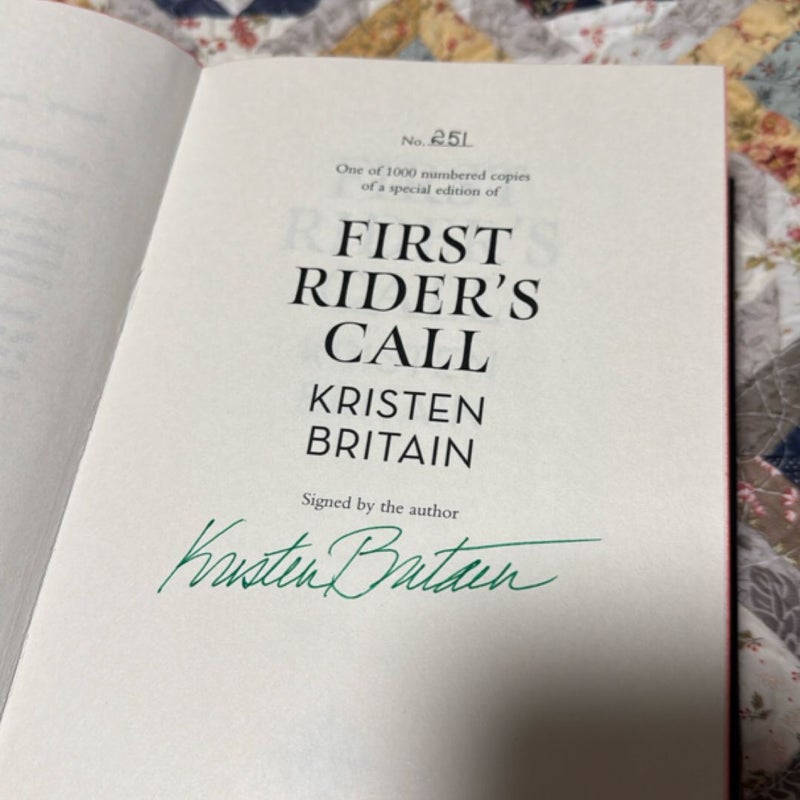 No. 251
One of 1000 numbered copies
of a special edition of
FIRST
RIDER'S
CALL
KRISTEN
BRITAIN
Signed by the author
Kristen Britain